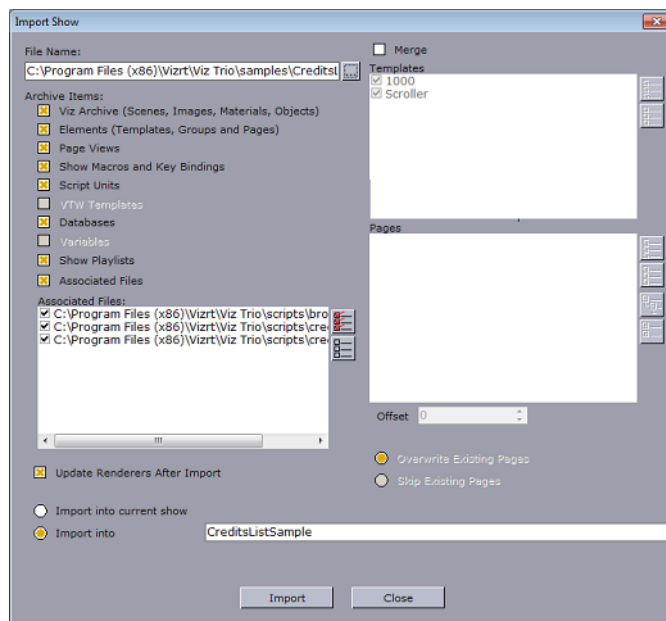 Import Show
File Name:
C:\Program Files (x86)\Vizrt\Viz Trio\samples\CreditsL
Archive Items:
Viz Archive (Scenes, Images, Materials, Objects)
Elements (Templates, Groups and Pages)
Page Views
Show Macros and Key Bindings
Script Units
VTW Templates
Databases
Variables
Show Playlists
Associated Files
Associated Files:
C:\Program Files (x86)\Vizrt\Viz Trio\scripts\bro
C:\Program Files (x86)\Vizrt\Viz Trio\scripts\cre
C:\Program Files (x86)\Vizrt\Viz Trio\scripts\cre
Update Renderers After Import
Import into current show
Import into
CreditsListSample
Merge
Templates
1000
Scroller
Pages
Offset 0
Overwrite Existing Pages
Skip Existing Pages
Import
Close